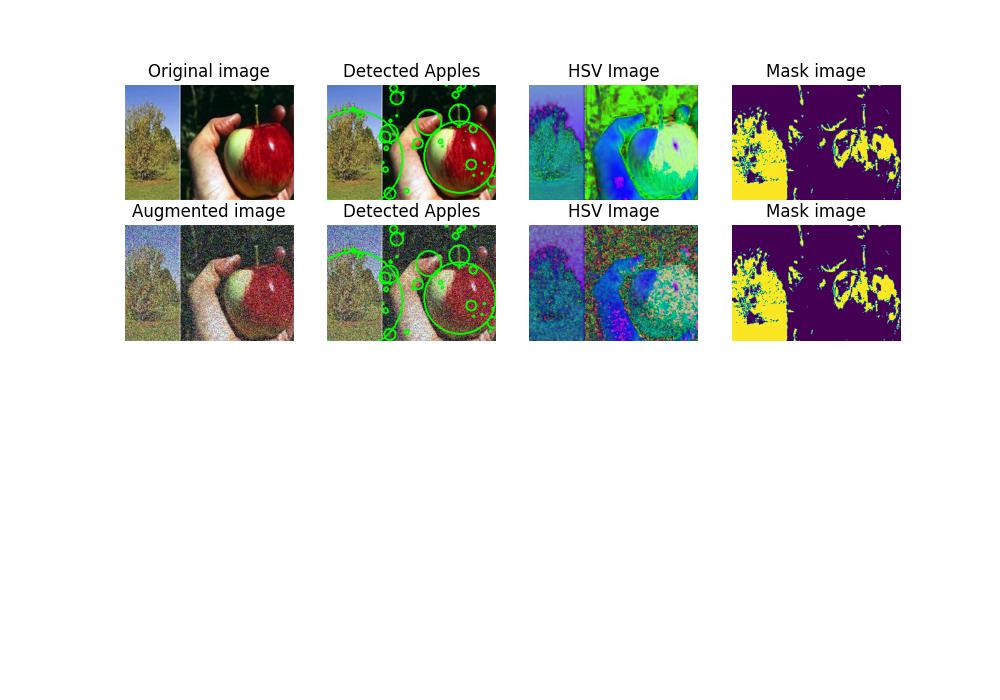 Original image
Detected Apples
HSV Image
Mask image
Augmented image
Detected Apples
HSV Image
Mask image